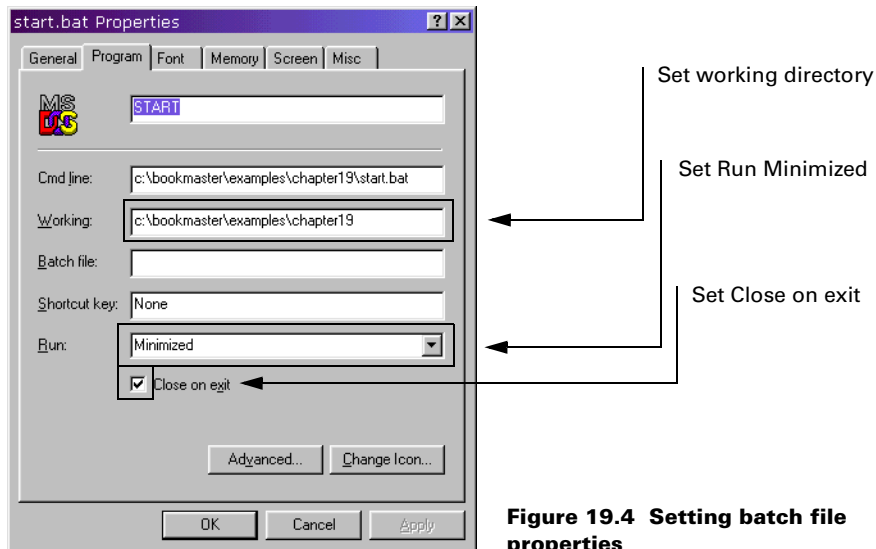 start.bat Properties
General Program Font Memory Screen Misc
MS
DOS
START
Cmd line: c:\bookmaster\examples\chapter19\start.bat
Working: c:\bookmaster\examples\chapter19
Batch file:
Shortcut key: None
Run: Minimized
Close on exit
Advanced... Change Icon...
OK Cancel Apply
Set working directory
Set Run Minimized
Set Close on exit
Figure 19.4 Setting batch file
properties